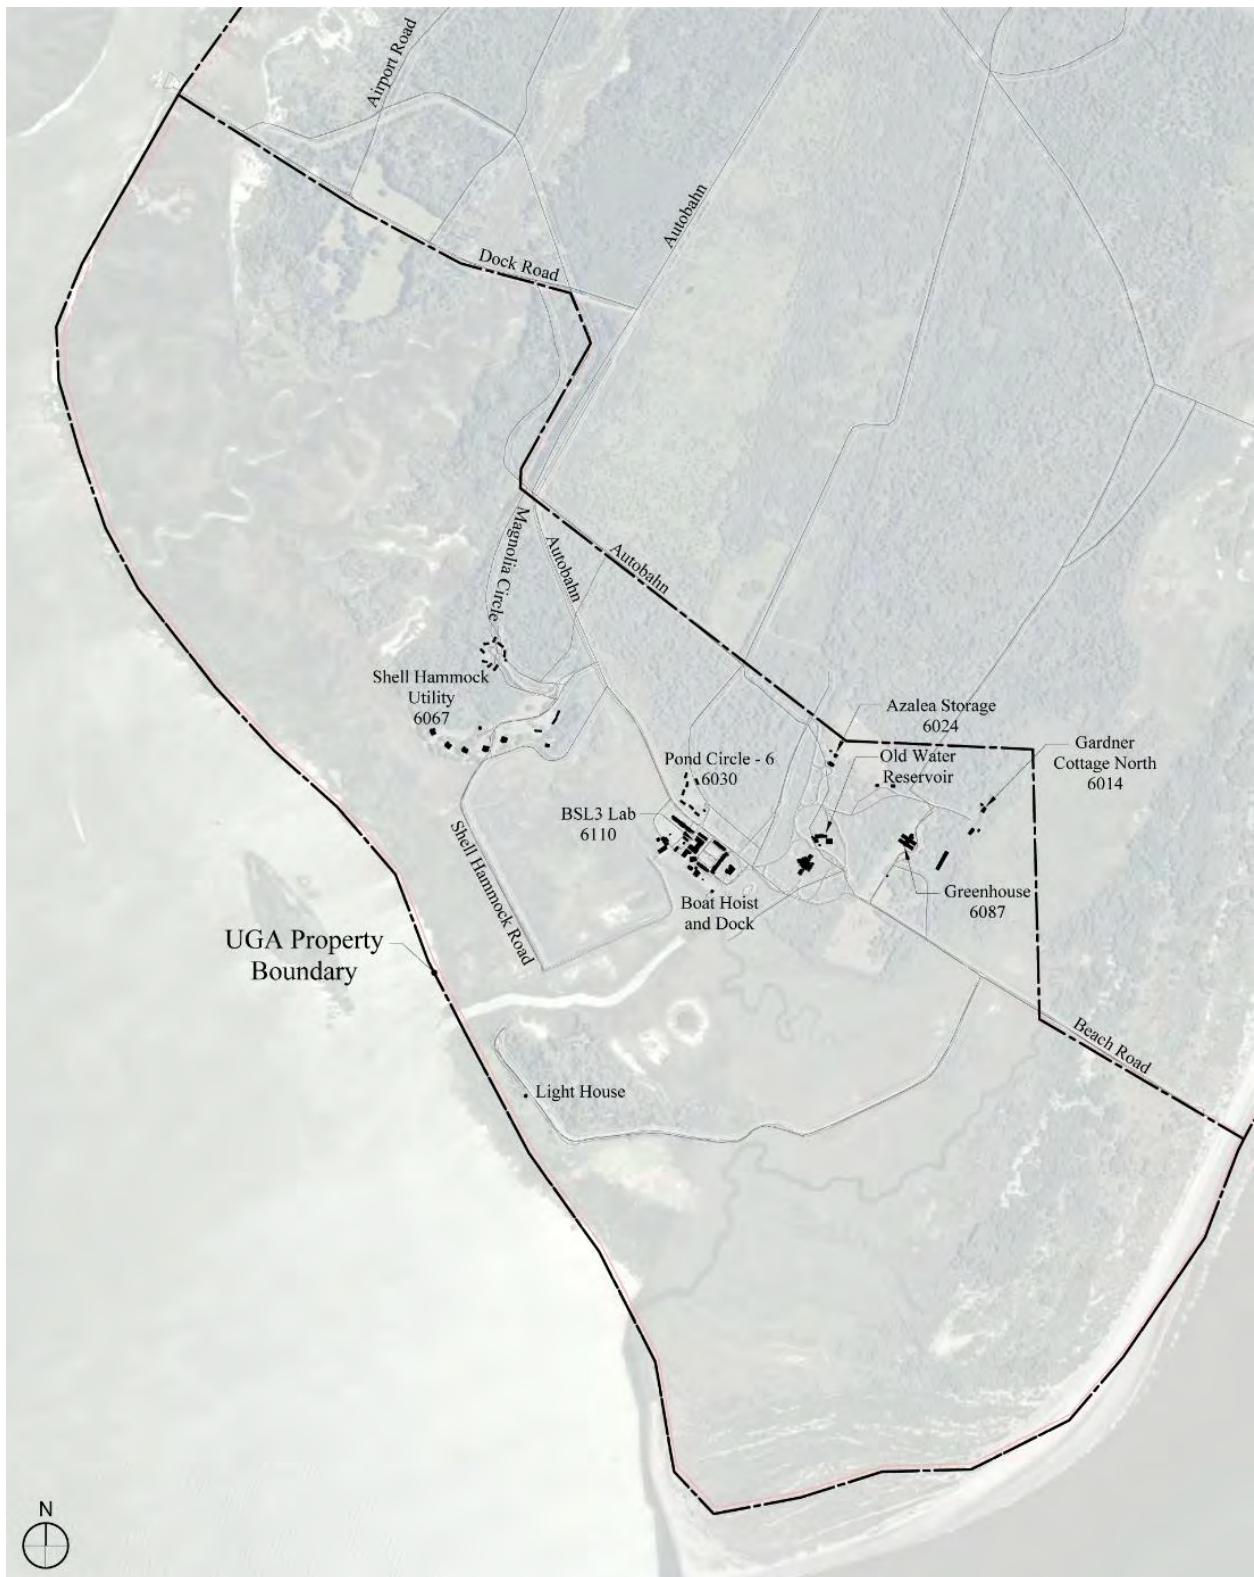 Airport Road
Autobahn
Dock Road
Magnolia Circle
Autobahn
Autobahn
Shell Hammock
Utility
6067
Azalea Storage
6024
Gardner
Cottage North
6014
Old Water
Reservoir
Pond Circle - 6
6030
BSL3 Lab
6110
Shell Hammock Road
Boat Hoist
and Dock
Greenhouse
6087
UGA Property
Boundary
Beach Road
Light House
N